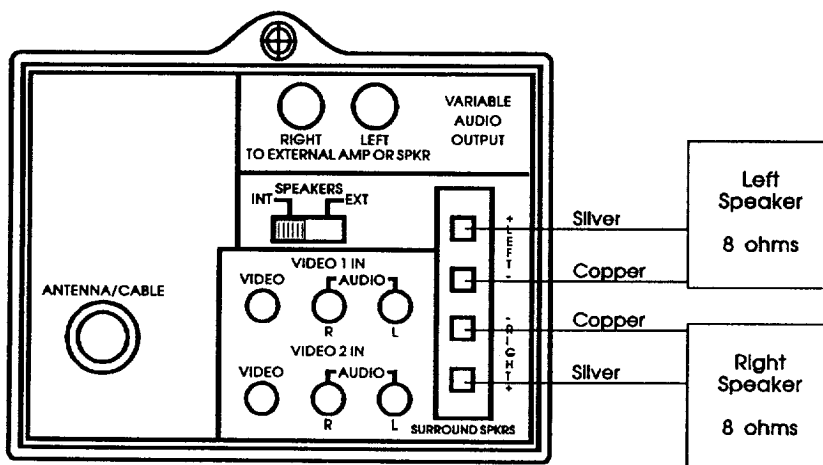 VARIABLE
AUDIO
OUTPUT
RIGHT LEFT
TO EXTERNAL AMP OR SPKR
SPEAKERS
INT EXT
+LEFT-
-RIGHT+
SURROUND SPKRS
ANTENNA/CABLE
VIDEO 1 IN
VIDEO AUDIO
R L
VIDEO 2 IN
VIDEO AUDIO
R L
Silver
Copper
Copper
Silver
Left
Speaker
8 ohms
Right
Speaker
8 ohms